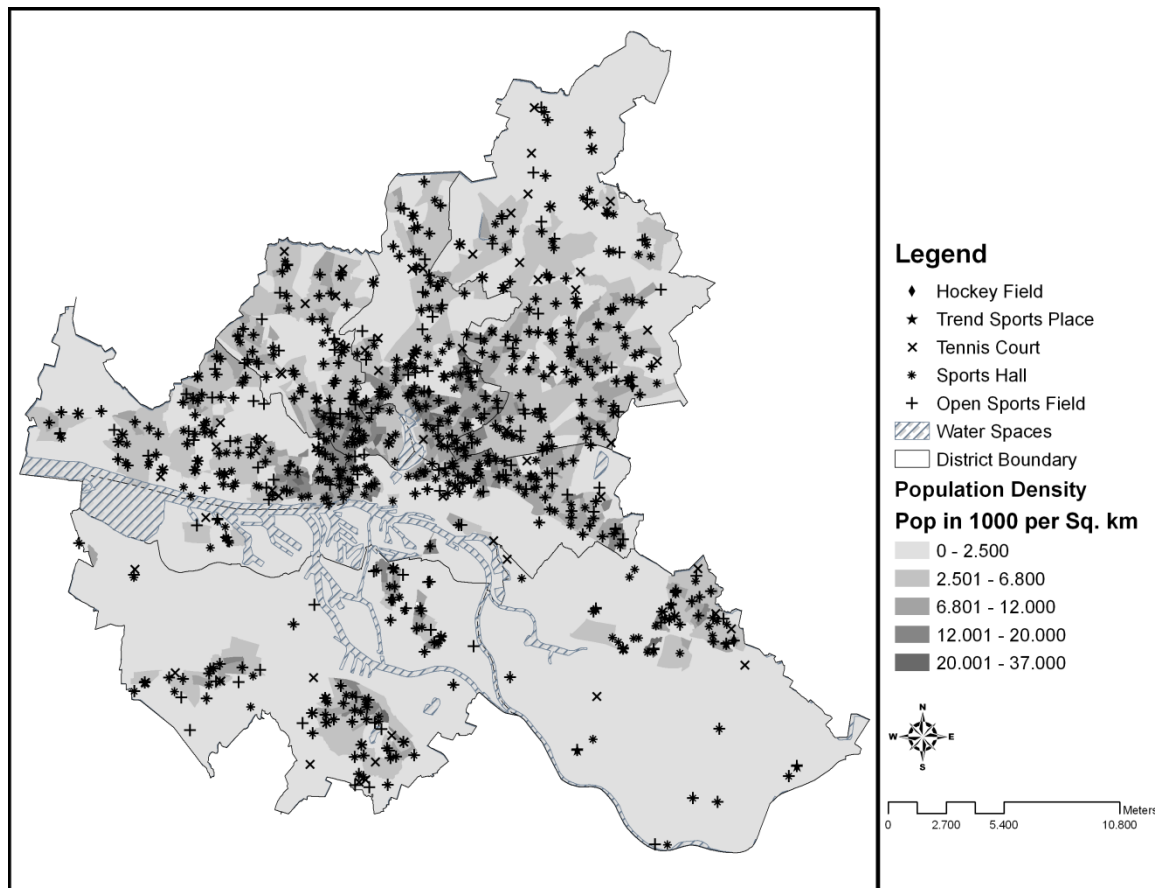 Legend
Hockey Field
Trend Sports Place
Tennis Court
Sports Hall
Open Sports Field
Water Spaces
District Boundary
Population Density
Pop in 1000 per Sq. km
0 - 2.500
2.501 - 6.800
6.801 - 12.000
12.001 - 20.000
20.001 - 37.000
N
W E
S
Meters
0 2.700 5.400 10.800